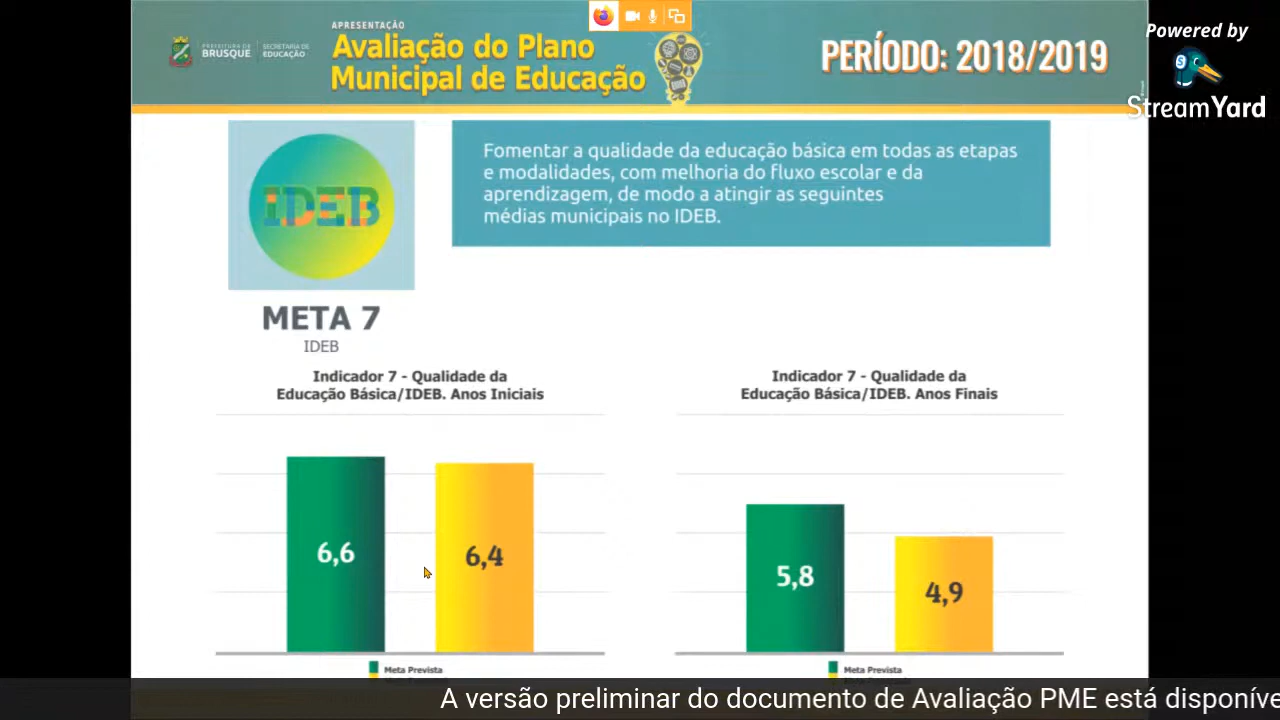 APRESENTAÇÃO
Avaliação do Plano
Municipal de Educação
PREFEITURA DE
BRUSQUE
SECRETARIA DE
EDUCAÇÃO
PERÍODO: 2018/2019
Powered by
StreamYard
IDEB
Fomentar a qualidade da educação básica em todas as etapas
e modalidades, com melhoria do fluxo escolar e da
aprendizagem, de modo a atingir as seguintes
médias municipais no IDEB.
META 7
IDEB
Indicador 7 - Qualidade da
Educação Básica/IDEB. Anos Iniciais
6,6
6,4
Meta Prevista
Indicador 7 - Qualidade da
Educação Básica/IDEB. Anos Finais
5,8
4,9
Meta Prevista
A versão preliminar do documento de Avaliação PME está disponíve